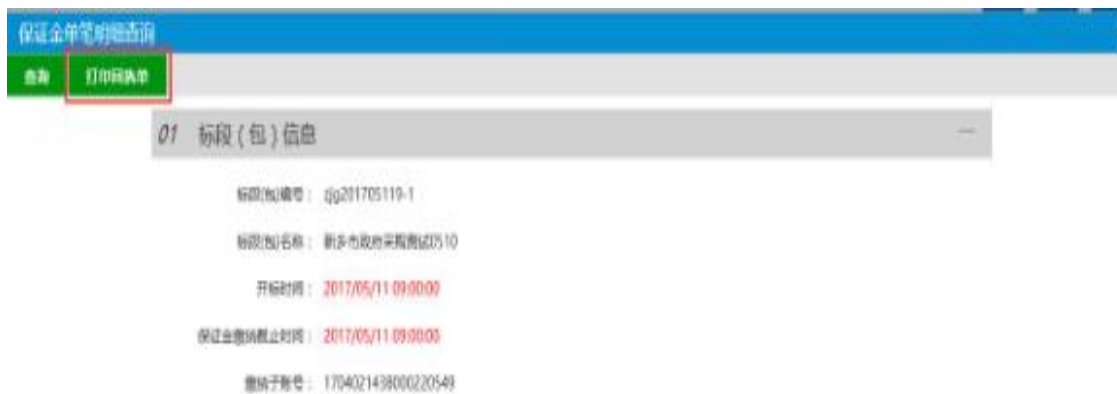 保证金单笔明细查询
查询 打印回执单
01 标段(包)信息
标段(包)编号: zjg201705119-1
标段(包)名称: 新乡市政府采购测试0510
开标时间: 2017/05/11 09:00:00
保证金缴纳截止时间: 2017/05/11 09:00:00
缴纳子账号: 1704021438000220549